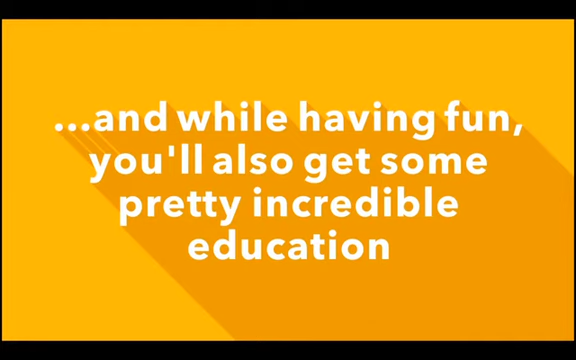 ...and while having fun,
you'll also get some
pretty incredible
education